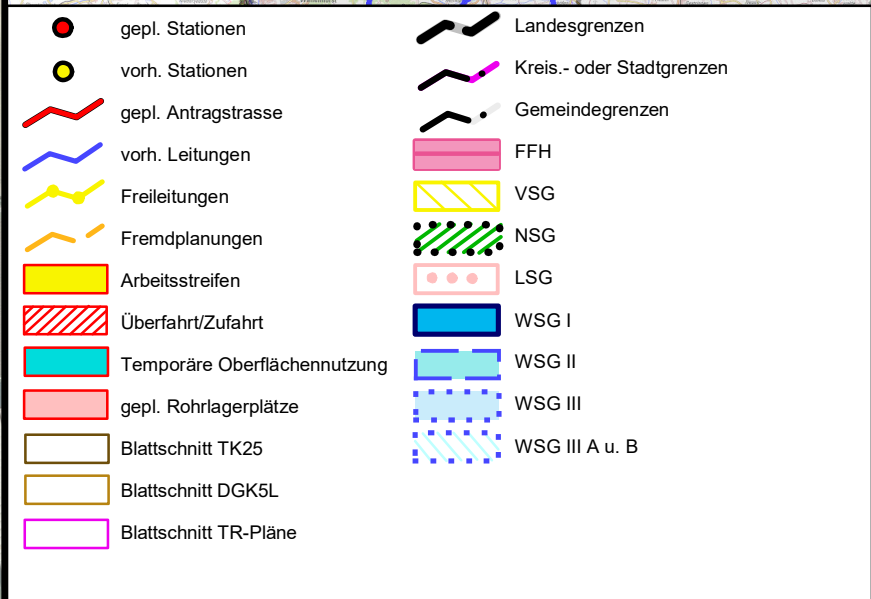 gepl. Stationen
vorh. Stationen
gepl. Antragstrasse
vorh. Leitungen
Freileitungen
Fremdplanungen
Arbeitsstreifen
Überfahrt/Zufahrt
Temporäre Oberflächennutzung
gepl. Rohrlagerplätze
Blattschnitt TK25
Blattschnitt DGK5L
Blattschnitt TR-Pläne
Landesgrenzen
Kreis.- oder Stadtgrenzen
Gemeindegrenzen
FFH
VSG
NSG
LSG
WSG I
WSG II
WSG III
WSG III A u. B